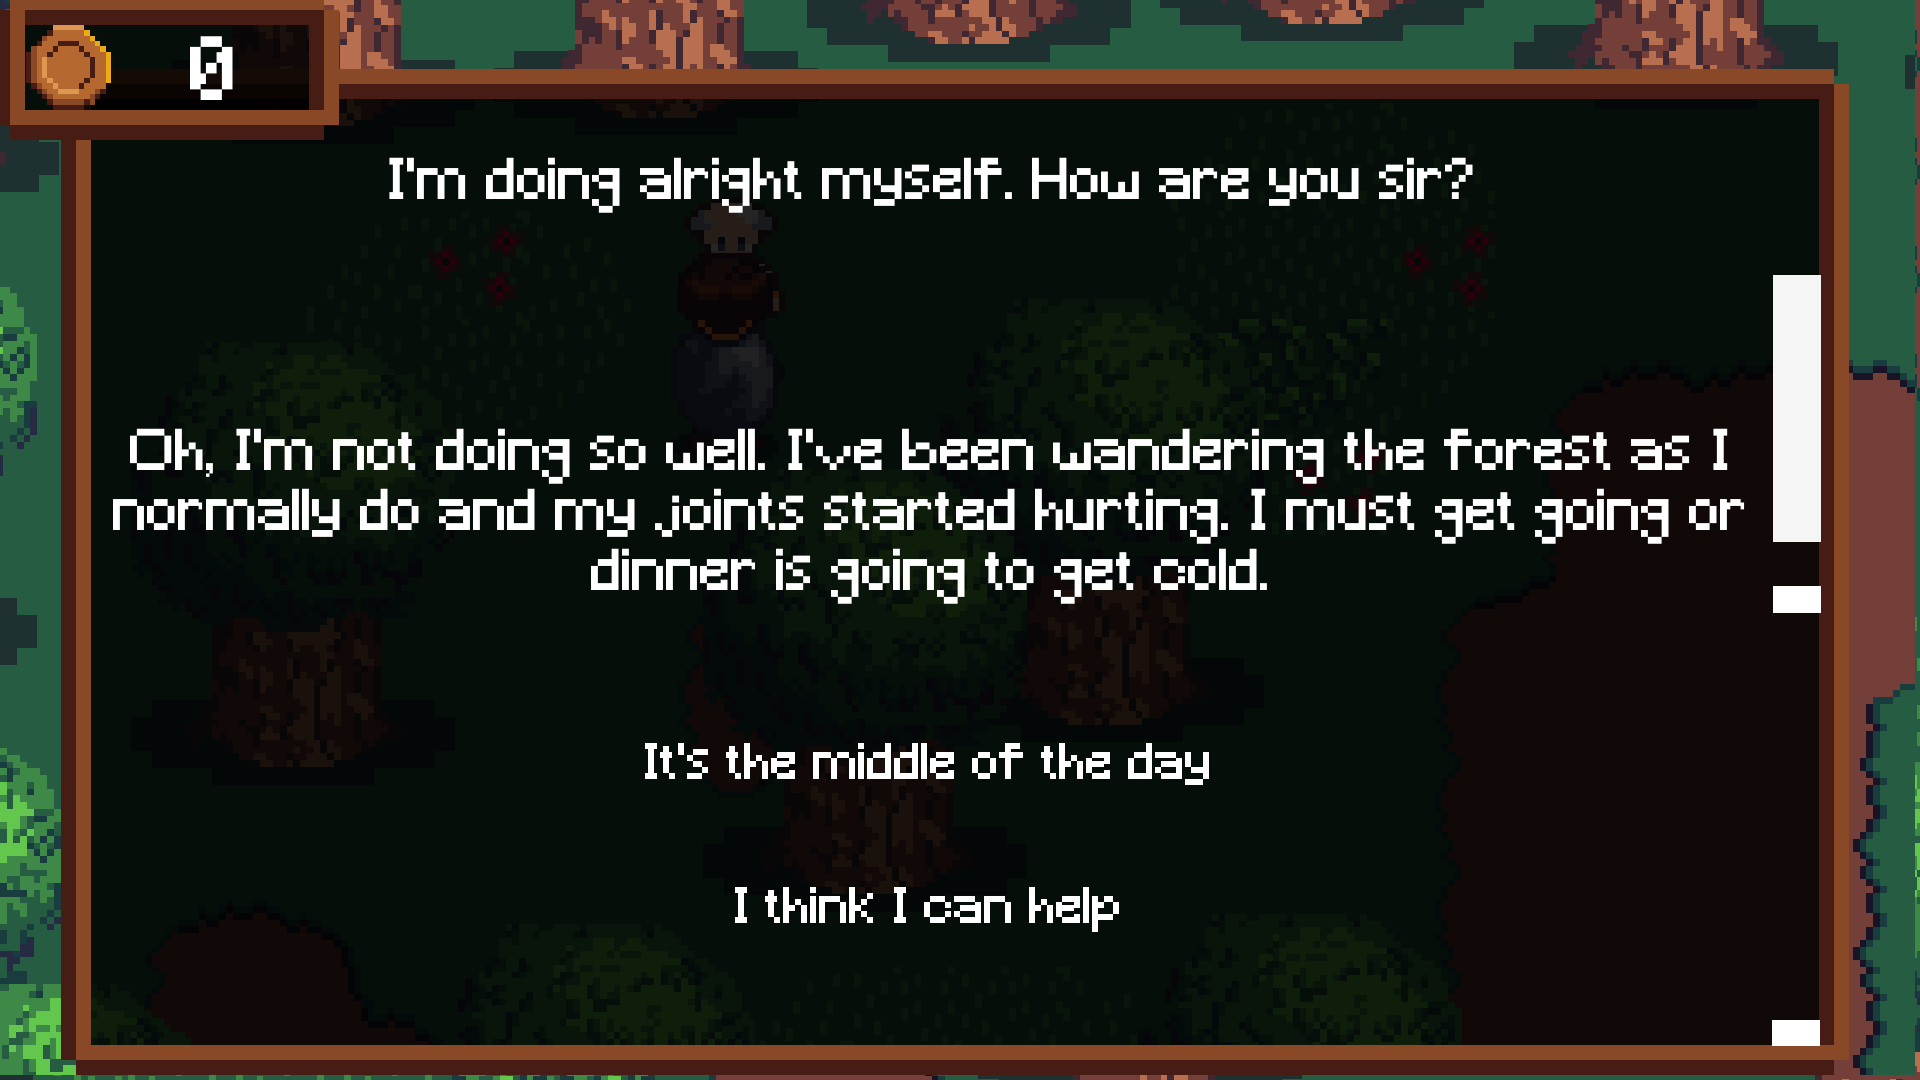 0
I'm doing alright myself. How are you sir?
Oh, I'm not doing so well. I've been wandering the forest as I
normally do and my joints started hurting. I must get going or
dinner is going to get cold.
It's the middle of the day
I think I can help